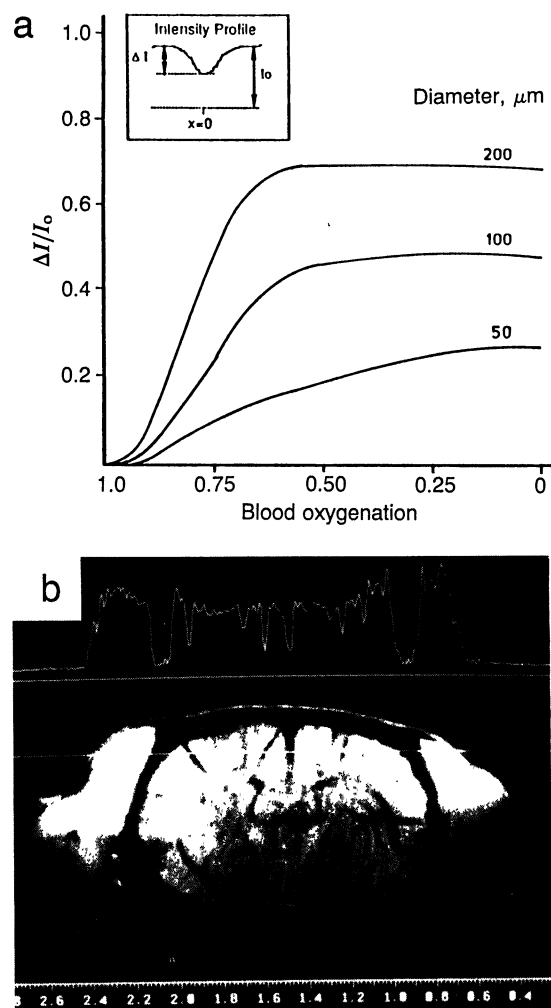 a
1.0
Intensity Profile
Δ I
Io
x=0
Diameter, μm
0.8
200
0.6
ΔI/Io
100
0.4
50
0.2
1.0 0.75 0.50 0.25 0
Blood oxygenation
b
2.6 2.4 2.2 2.0 1.8 1.6 1.4 1.2 1.0 0.8 0.6 0.4